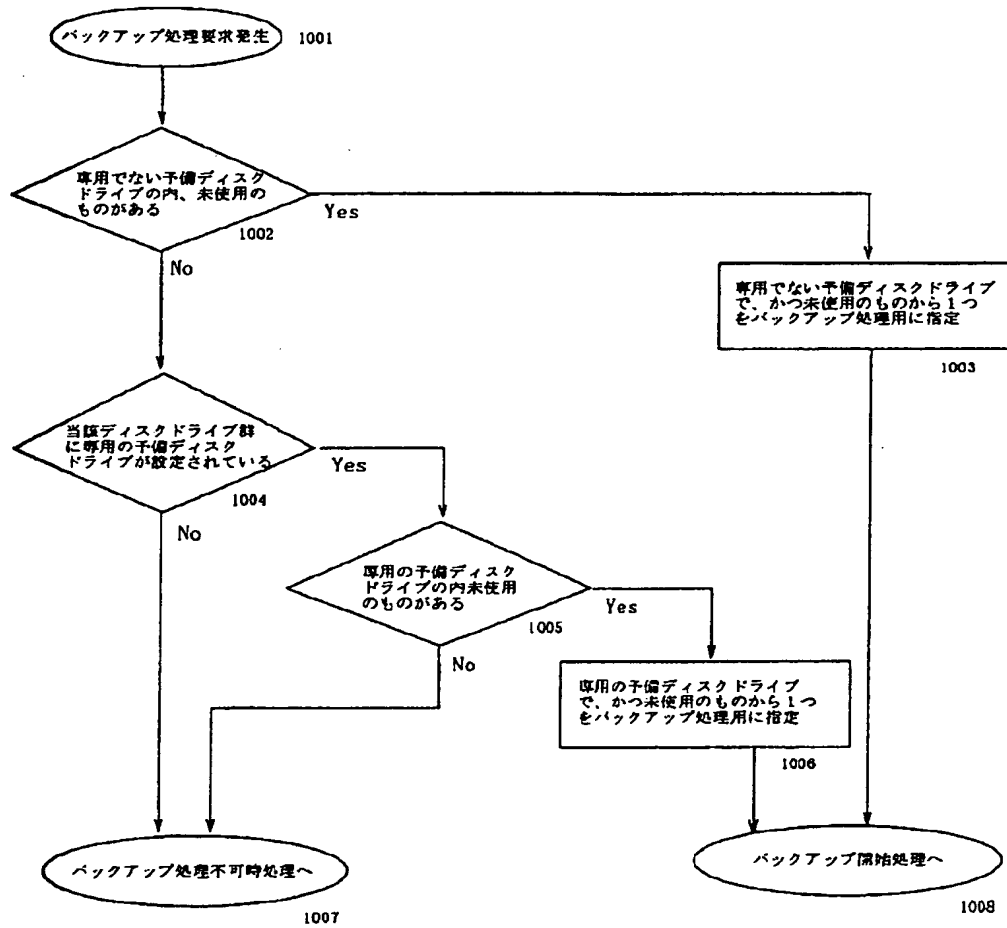 バックアップ処理要求発生
1001
専用でない予備ディスク
ドライブの内、未使用の
ものがある
1002
Yes
No
専用でない予備ディスクドライブ
で、かつ未使用のものから1つ
をバックアップ処理用に指定
1003
当該ディスクドライブ群
に専用の予備ディスク
ドライブが設定されている
1004
Yes
No
専用の予備ディスク
ドライブの内未使用
のものがある
1005
Yes
No
専用の予備ディスクドライブ
で、かつ未使用のものから1つ
をバックアップ処理用に指定
1006
バックアップ処理不可時処理へ
1007
バックアップ開始処理へ
1008